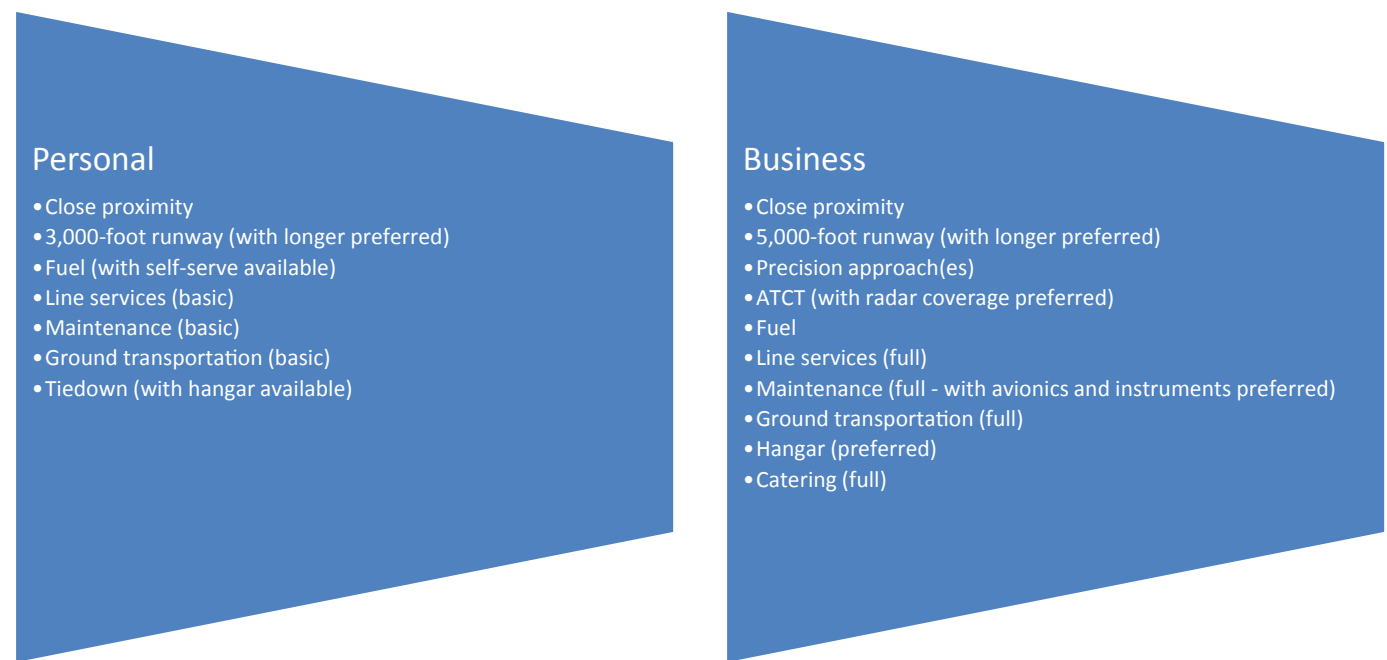 Personal
•Close proximity
•3,000-foot runway (with longer preferred)
•Fuel (with self-serve available)
•Line services (basic)
•Maintenance (basic)
•Ground transportation (basic)
•Tiedown (with hangar available)
Business
•Close proximity
•5,000-foot runway (with longer preferred)
•Precision approach(es)
•ATCT (with radar coverage preferred)
•Fuel
•Line services (full)
•Maintenance (full - with avionics and instruments preferred)
•Ground transportation (full)
•Hangar (preferred)
•Catering (full)